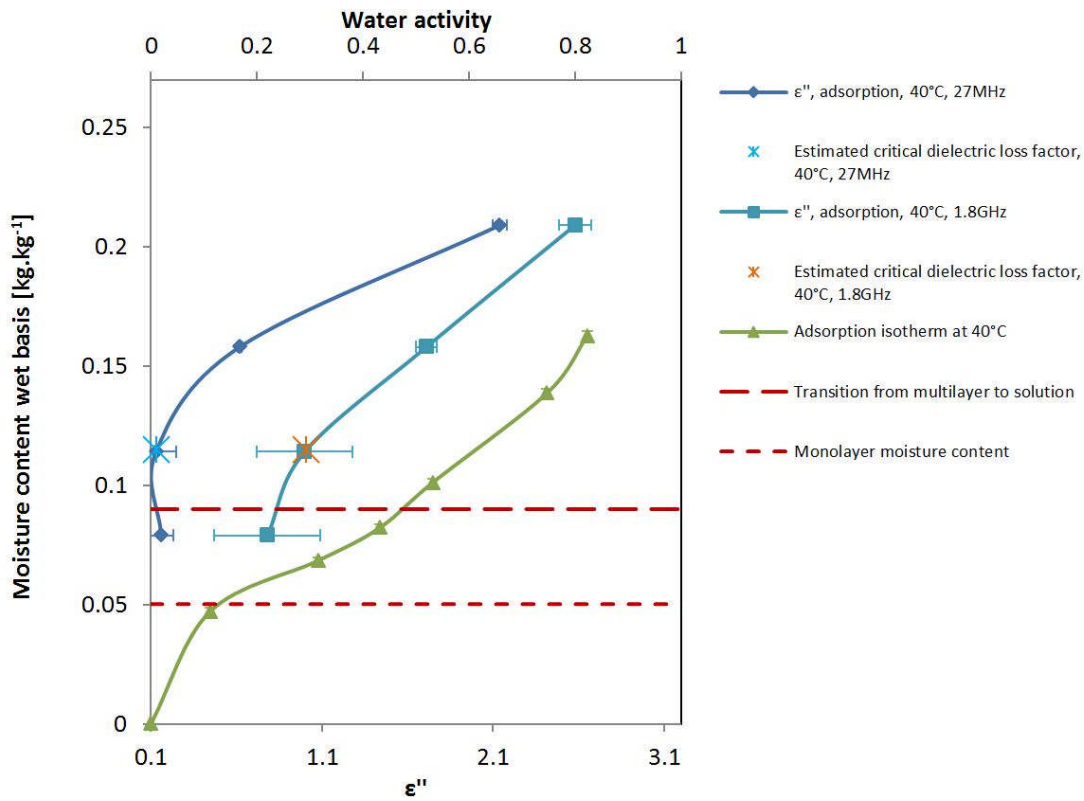 Water activity
0 0.2 0.4 0.6 0.8 1
Moisture content wet basis [kg.kg⁻¹]
0.25
0.2
0.15
0.1
0.05
0
0.1 1.1 2.1 3.1
ε"
ε", adsorption, 40°C, 27MHz
Estimated critical dielectric loss factor,
40°C, 27MHz
ε", adsorption, 40°C, 1.8GHz
Estimated critical dielectric loss factor,
40°C, 1.8GHz
Adsorption isotherm at 40°C
Transition from multilayer to solution
Monolayer moisture content